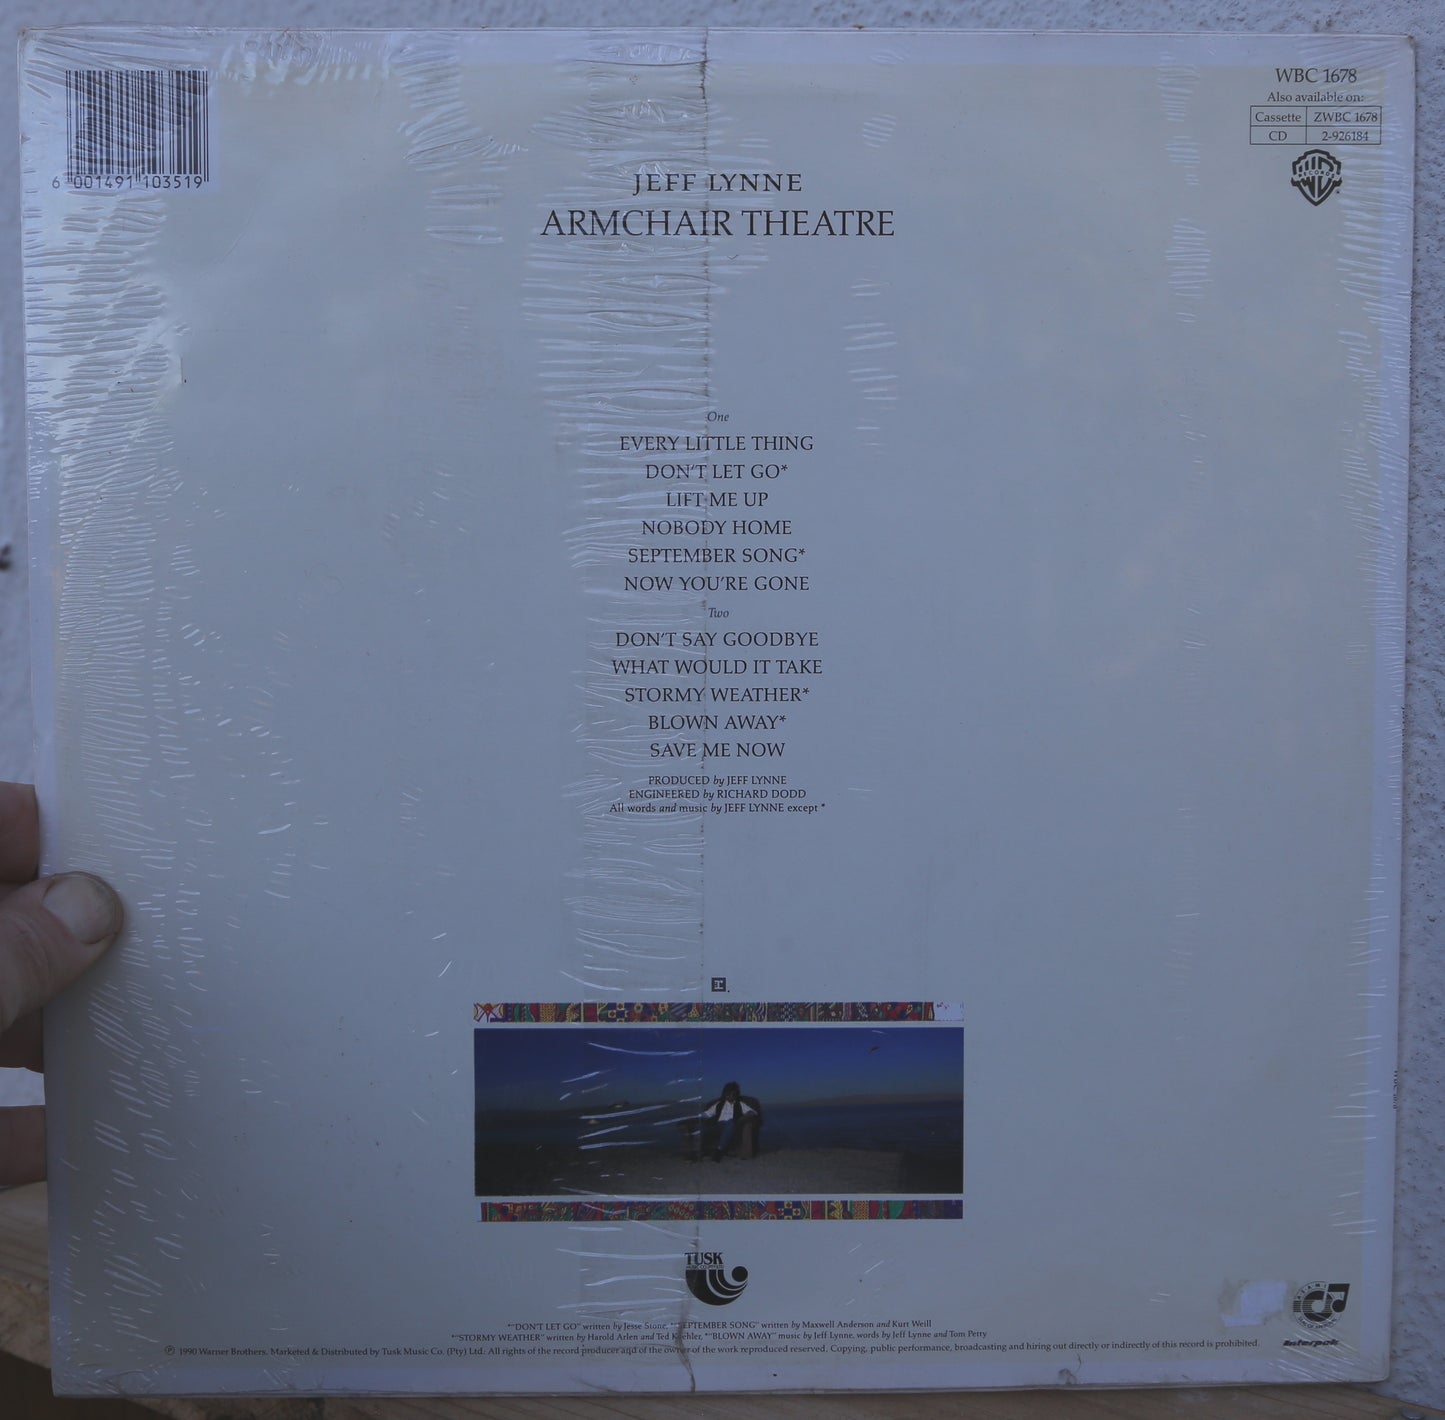 6 001491 103519
WBC 1678
Also available on:
Cassette ZWBC 1678
CD 2-926184
RECORDS
JEFF LYNNE
ARMCHAIR THEATRE
One
EVERY LITTLE THING
DON'T LET GO*
LIFT ME UP
NOBODY HOME
SEPTEMBER SONG*
NOW YOU'RE GONE
Two
DON'T SAY GOODBYE
WHAT WOULD IT TAKE
STORMY WEATHER*
BLOWN AWAY*
SAVE ME NOW
PRODUCED by JEFF LYNNE
ENGINEERED by RICHARD DODD
All words and music by JEFF LYNNE except *
TUSK
*"DON'T LET GO" written by Jesse Stone, *"SEPTEMBER SONG" written by Maxwell Anderson and Kurt Weill
*"STORMY WEATHER" written by Harold Arlen and Ted Koehler, *"BLOWN AWAY" music by Jeff Lynne, words by Jeff Lynne and Tom Petty
℗ 1990 Warner Brothers, Marketed & Distributed by Tusk Music Co. (Pty) Ltd. All rights of the record producer and of the owner of the work reproduced reserved. Copying, public performance, broadcasting and hiring out directly or indirectly of this record is prohibited.
Interpak